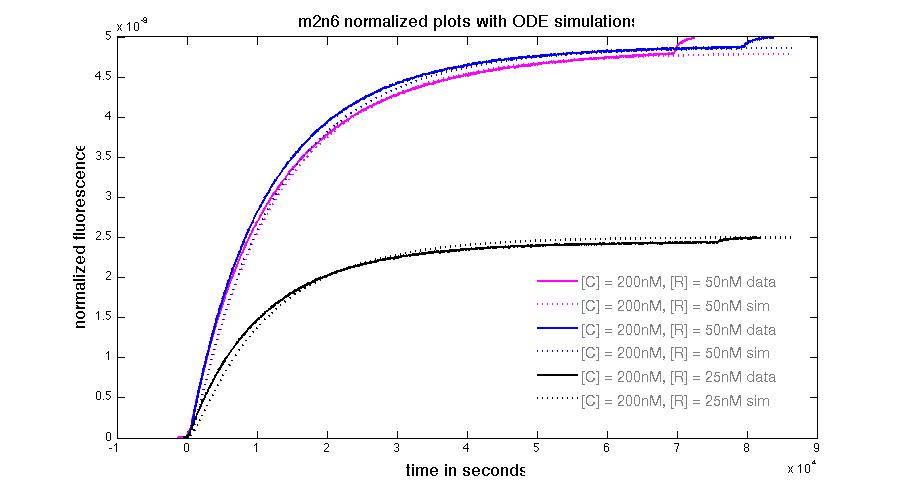 m2n6 normalized plots with ODE simulations
x 10⁻⁹
5
4.5
4
3.5
3
2.5
2
1.5
1
0.5
0
normalized fluorescence
[C] = 200nM, [R] = 50nM data
[C] = 200nM, [R] = 50nM sim
[C] = 200nM, [R] = 50nM data
[C] = 200nM, [R] = 50nM sim
[C] = 200nM, [R] = 25nM data
[C] = 200nM, [R] = 25nM sim
-1 0 1 2 3 4 5 6 7 8 9
x 10⁴
time in seconds